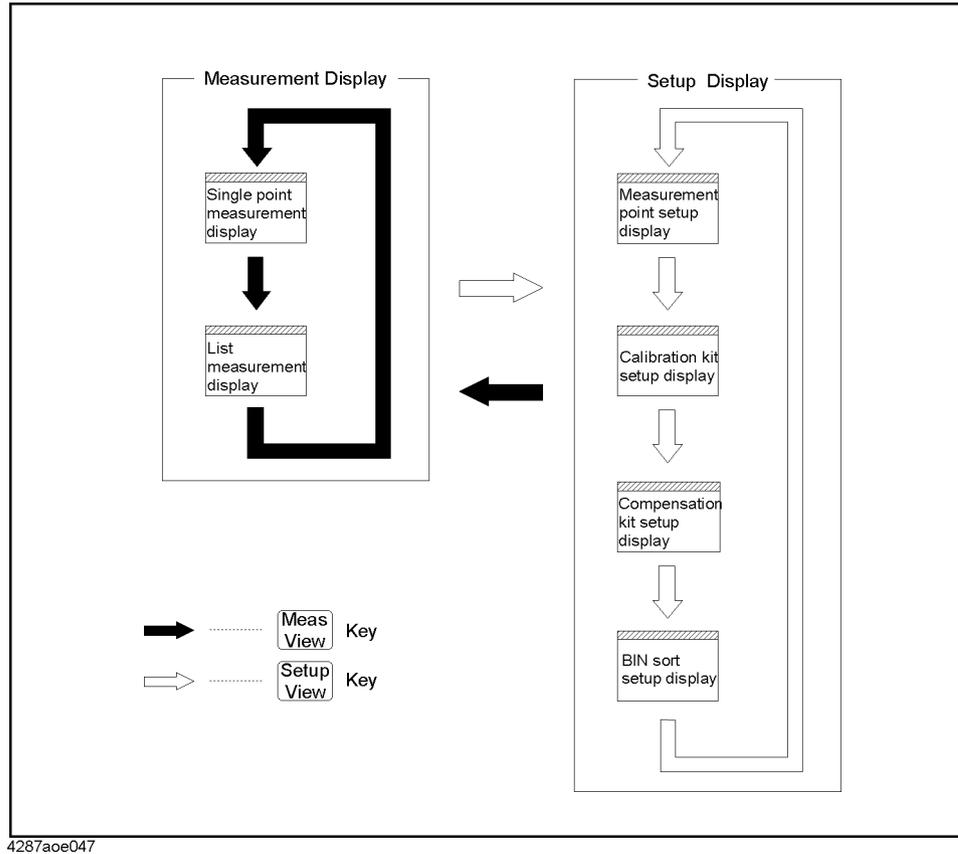 Measurement Display
Single point
measurement
display
List
measurement
display
Setup Display
Measurement
point setup
display
Calibration kit
setup display
Compensation
kit setup
display
BIN sort
setup display
Meas
View
Key
Setup
View
Key
4287aoe047